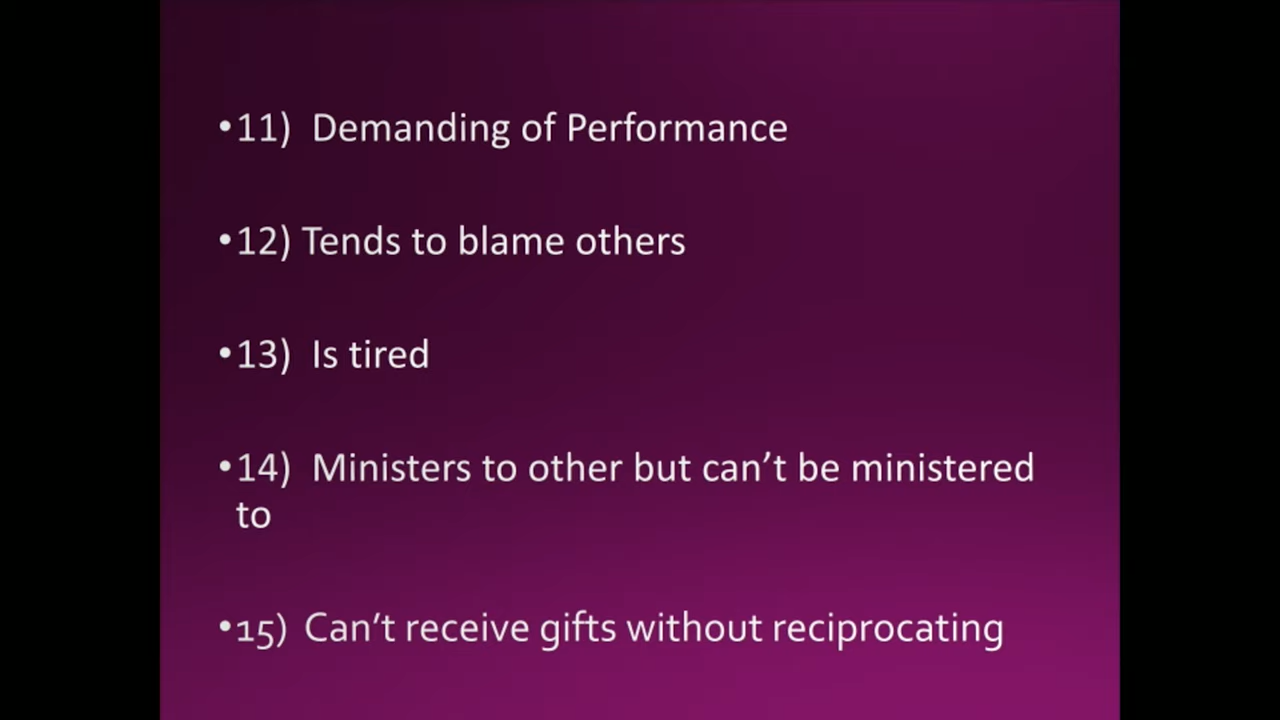 •11)  Demanding of Performance
•12) Tends to blame others
•13)  Is tired
•14)  Ministers to other but can’t be ministered
to
•15)  Can’t receive gifts without reciprocating